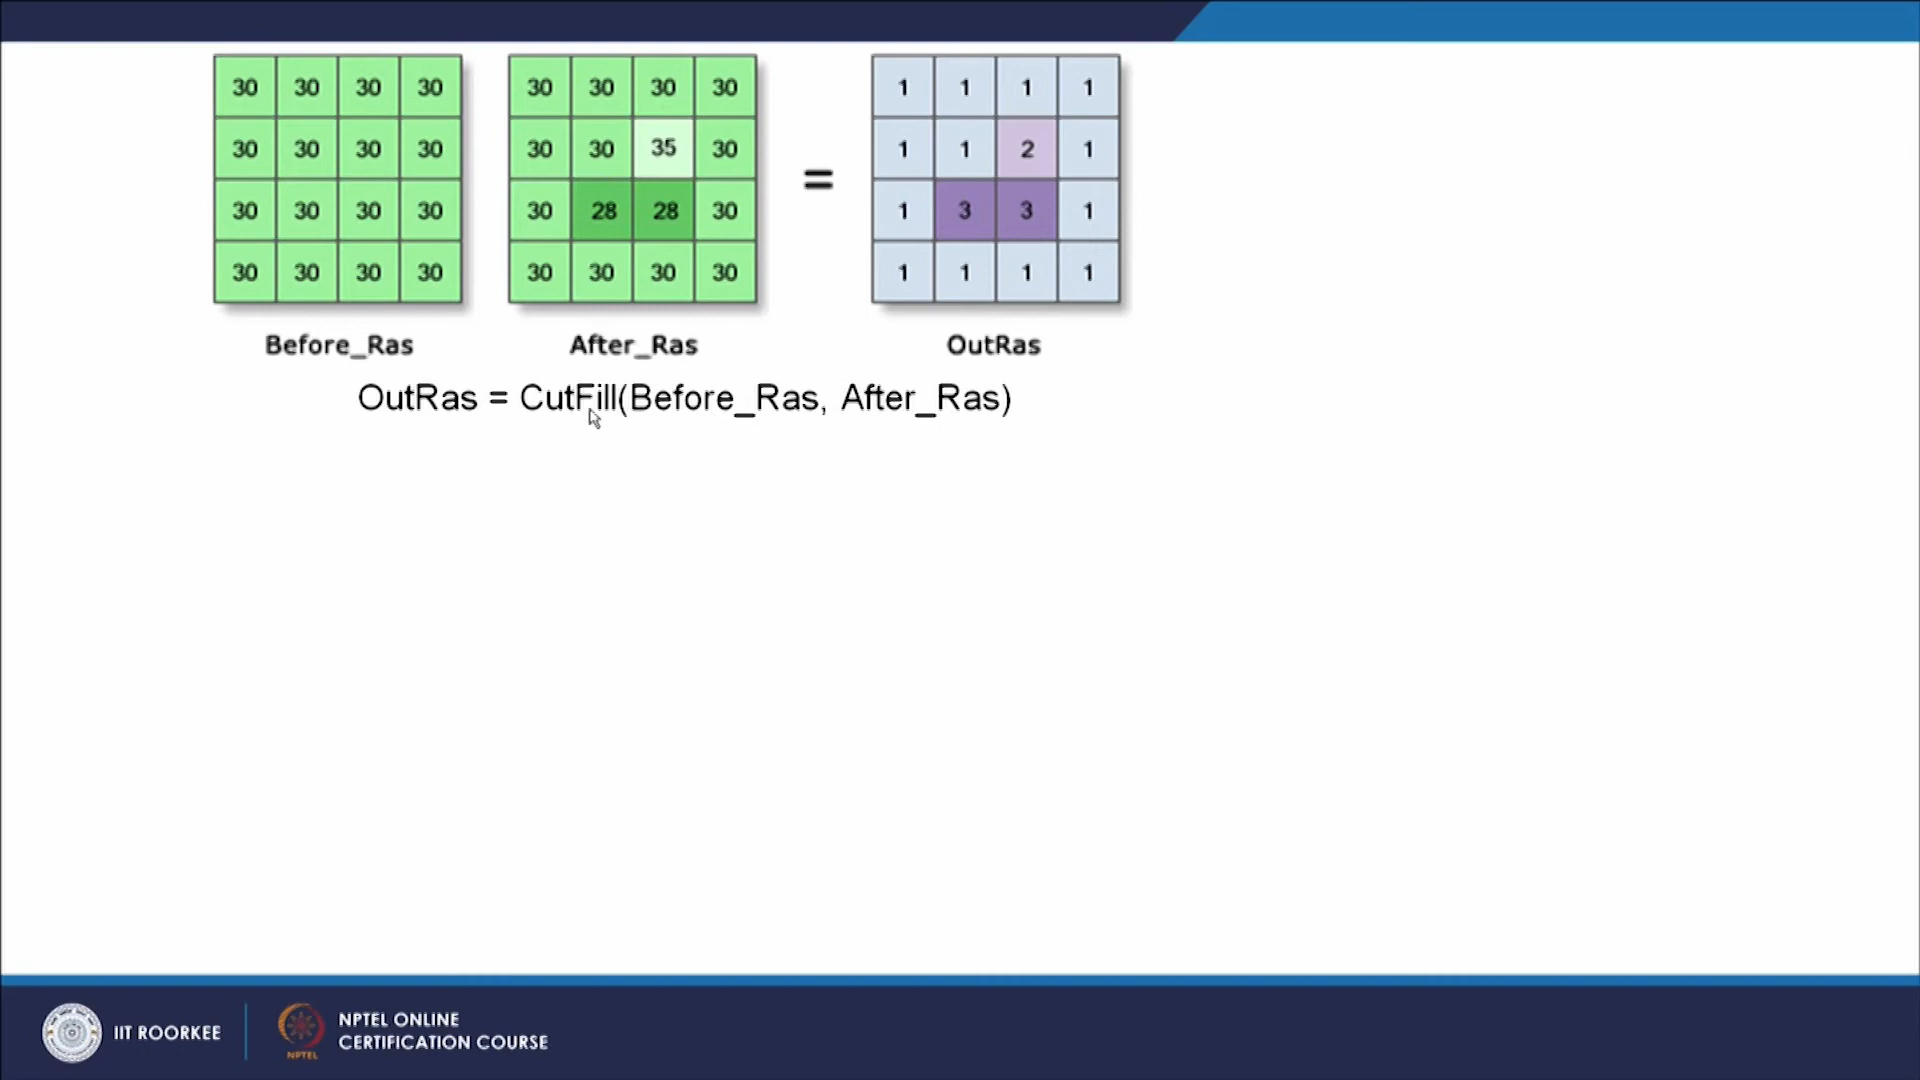 30 30 30 30
30 30 30 30
30 30 30 30
30 30 30 30
Before_Ras
30 30 30 30
30 30 35 30
30 28 28 30
30 30 30 30
After_Ras
=
1 1 1 1
1 1 2 1
1 3 3 1
1 1 1 1
OutRas
OutRas = CutFill(Before_Ras, After_Ras)
IIT ROORKEE
NPTEL
NPTEL ONLINE
CERTIFICATION COURSE